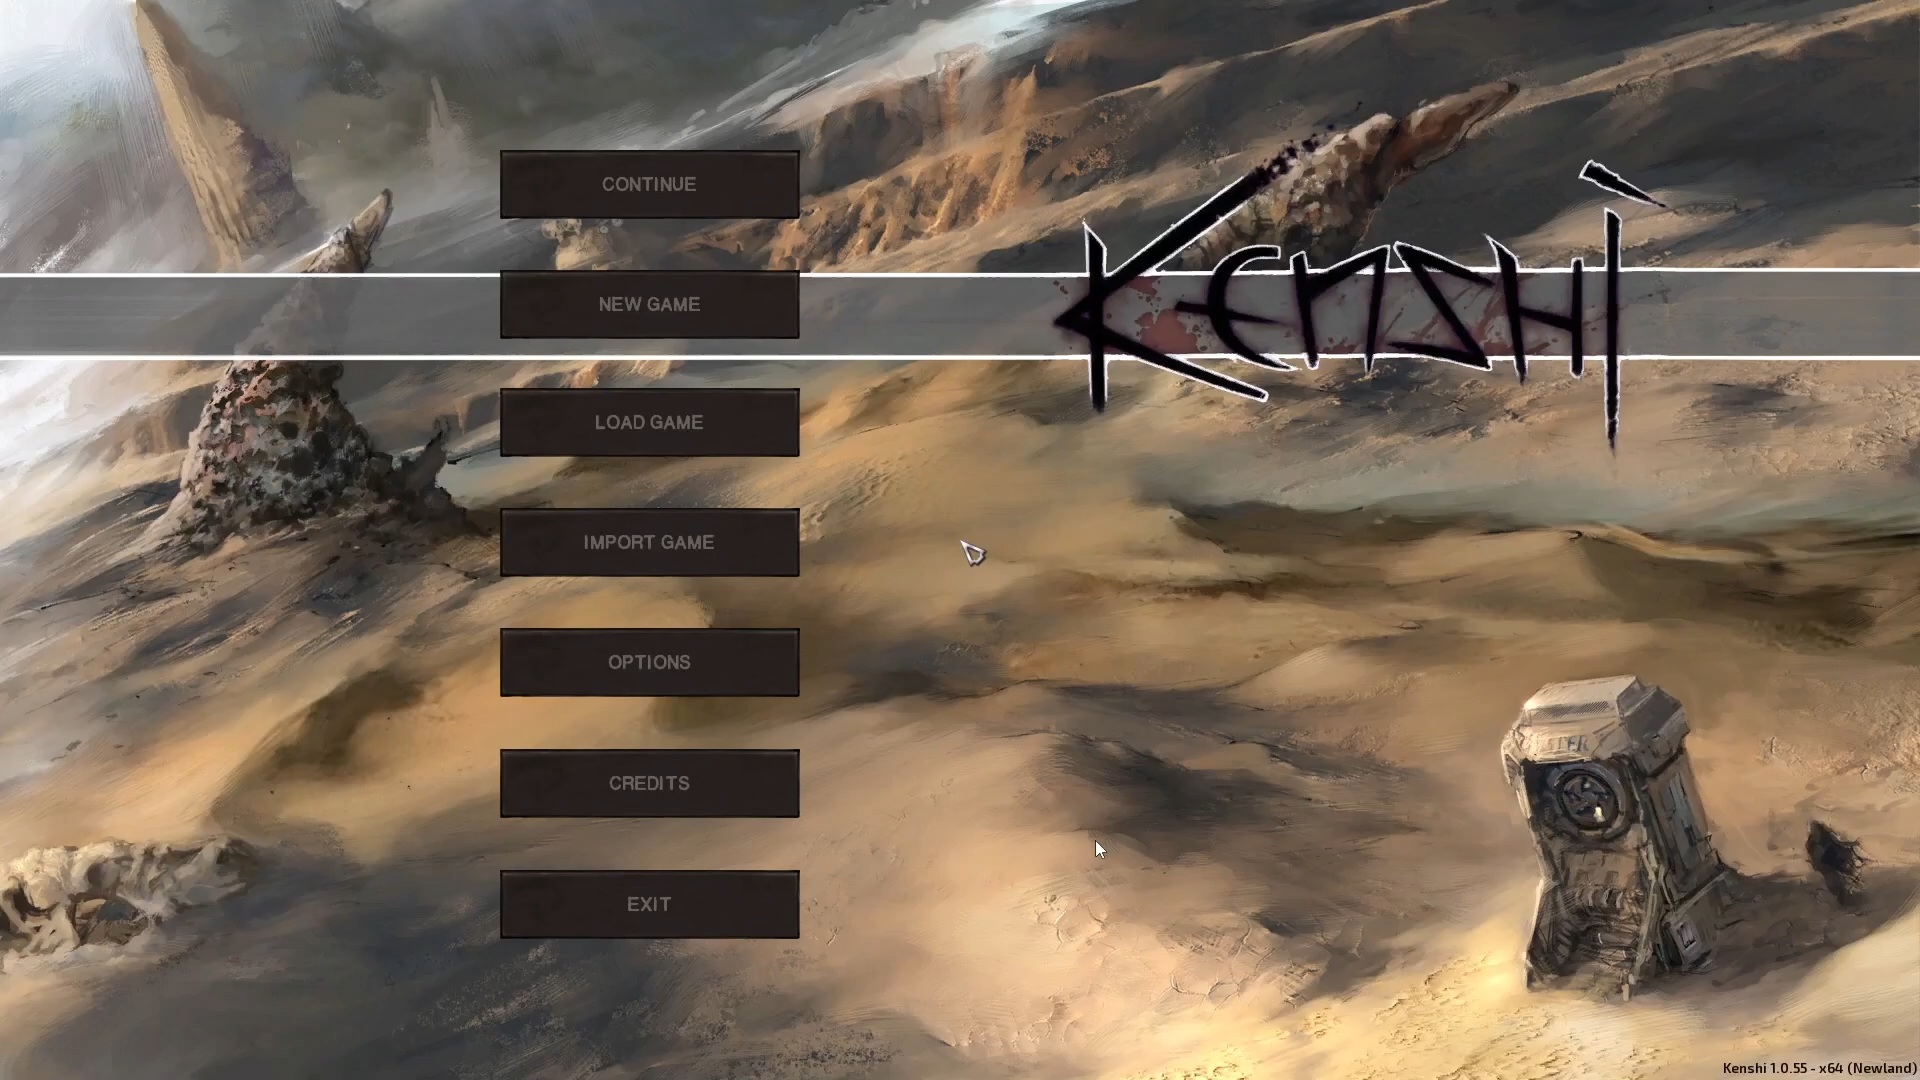 CONTINUE
NEW GAME
KENSHI
LOAD GAME
IMPORT GAME
OPTIONS
CREDITS
EXIT
Kenshi 1.0.55 - x64 (Newland)